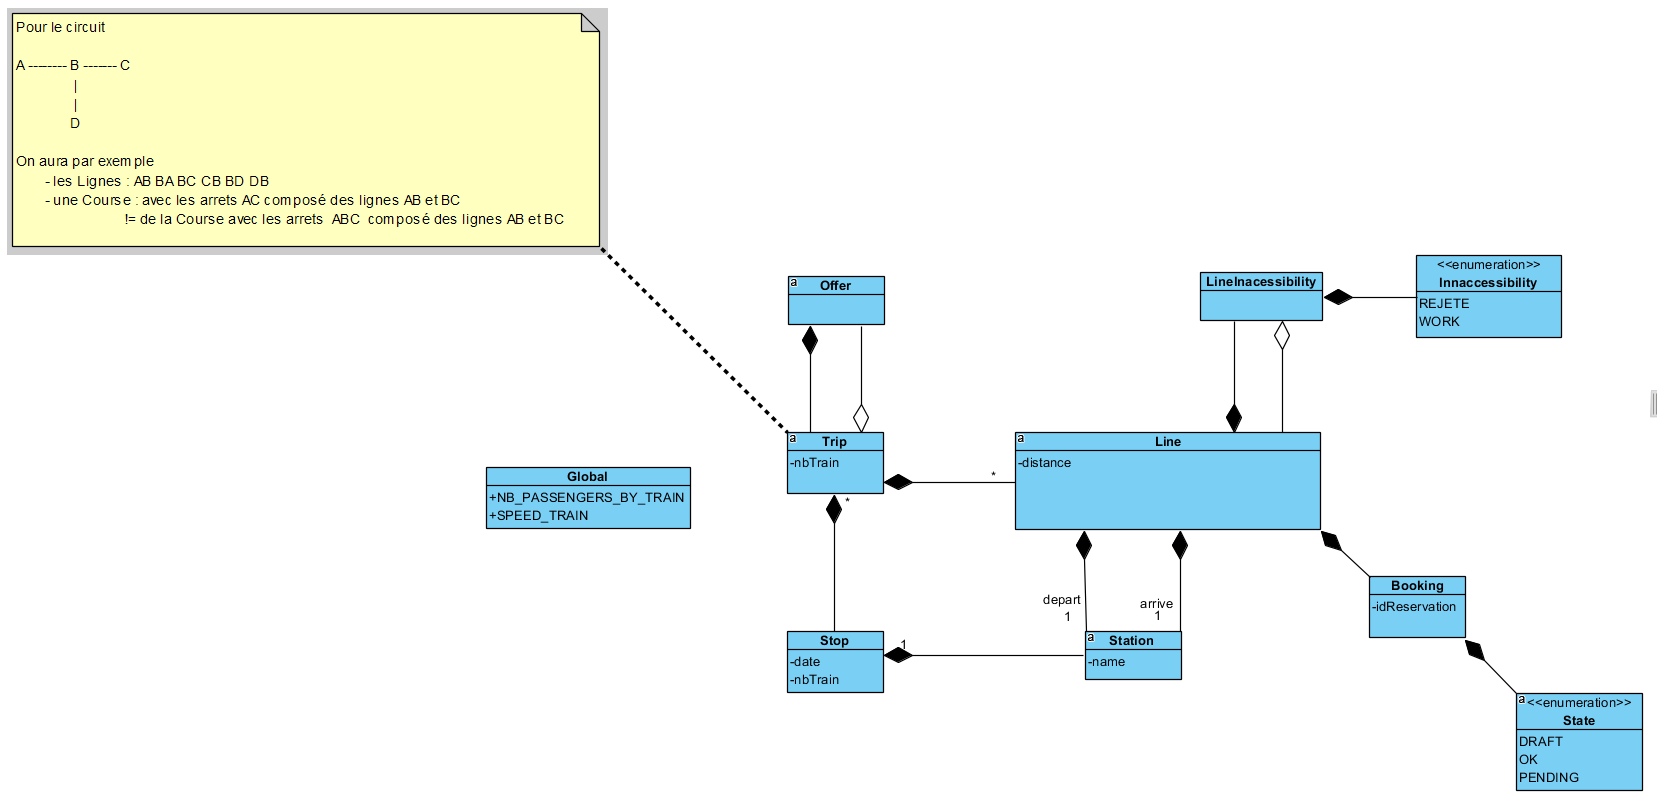 Pour le circuit
A -------- B ------- C
|
|
D
On aura par exemple
- les Lignes : AB BA BC CB BD DB
- une Course : avec les arrets AC composé des lignes AB et BC
!= de la Course avec les arrets ABC composé des lignes AB et BC
a
Offer
LineInacessibility
<<enumeration>>
Innaccessibility
REJETE
WORK
a
Trip
-nbTrain
*
*
a
Line
-distance
Global
+NB_PASSENGERS_BY_TRAIN
+SPEED_TRAIN
depart
1
arrive
1
Booking
-idReservation
Stop
-date
-nbTrain
1
a
Station
-name
a
<<enumeration>>
State
DRAFT
OK
PENDING